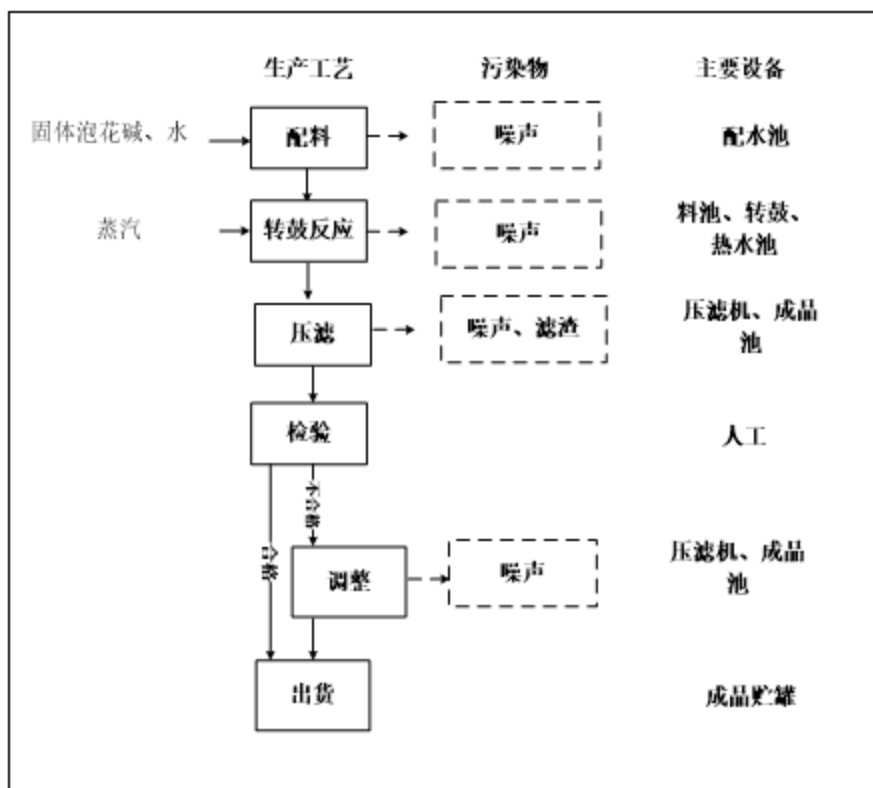 生产工艺 污染物 主要设备
固体泡花碱、水 配料 噪声 配水池
蒸汽 转鼓反应 噪声 料池、转鼓、
热水池
压滤 噪声、滤渣 压滤机、成品
池
检验 人工
不合格
合格
调整 噪声 压滤机、成品
池
出货 成品贮罐